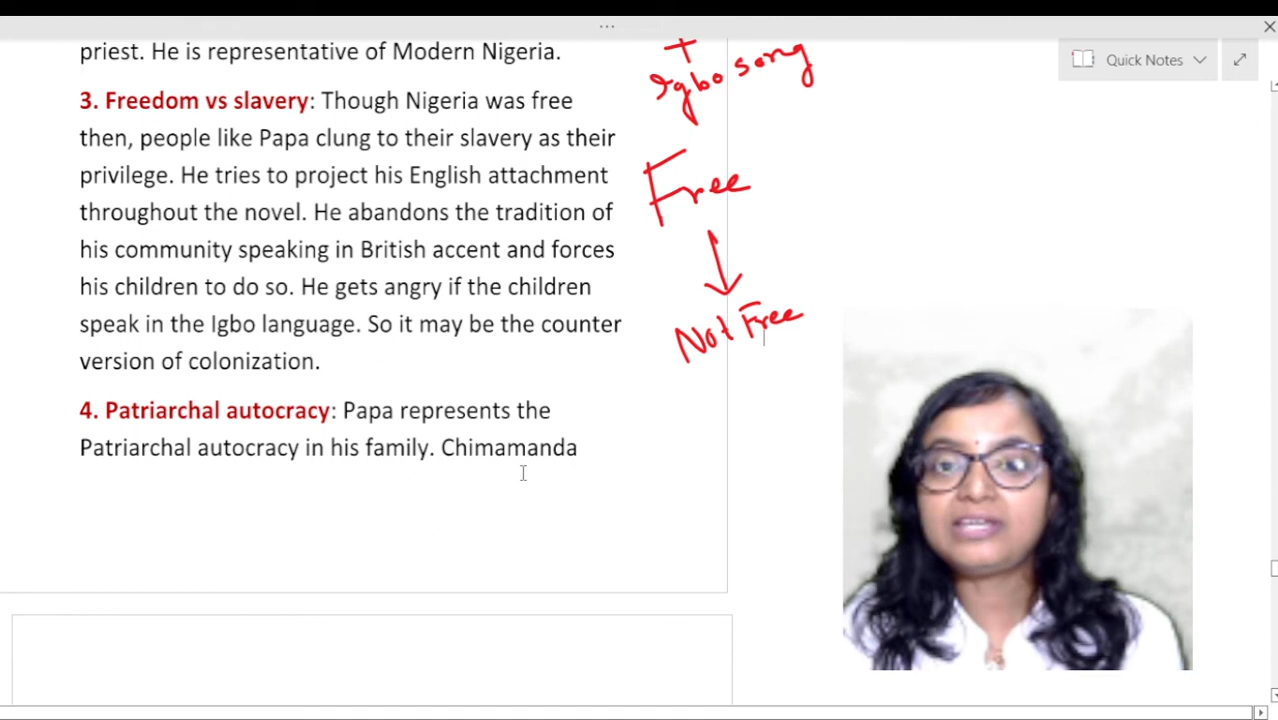 Quick Notes
priest. He is representative of Modern Nigeria.
+
Igbo song
3. Freedom vs slavery: Though Nigeria was free
then, people like Papa clung to their slavery as their
privilege. He tries to project his English attachment
throughout the novel. He abandons the tradition of
his community speaking in British accent and forces
his children to do so. He gets angry if the children
speak in the Igbo language. So it may be the counter
version of colonization.
Free
Not Free
4. Patriarchal autocracy: Papa represents the
Patriarchal autocracy in his family. Chimamanda